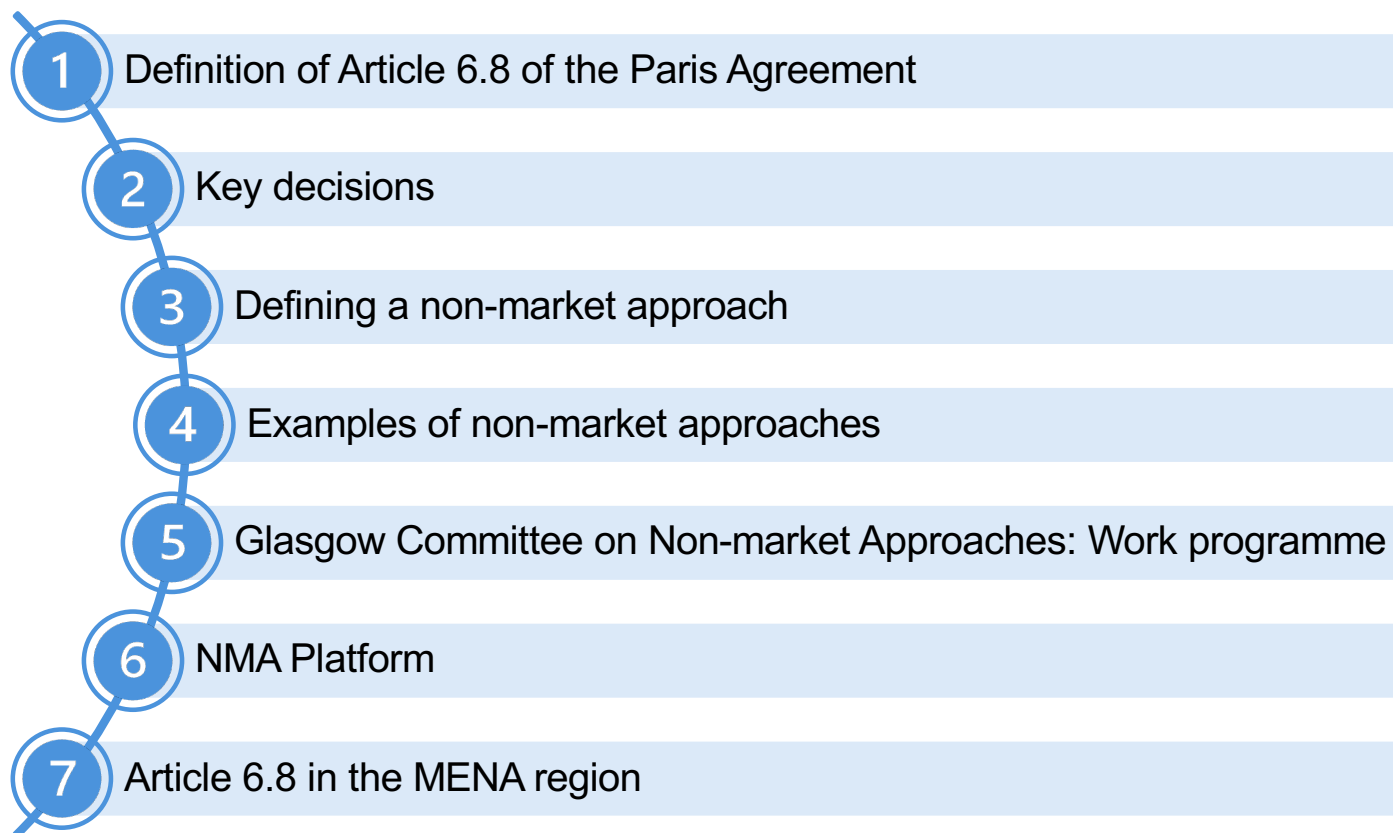 1 Definition of Article 6.8 of the Paris Agreement
2 Key decisions
3 Defining a non-market approach
4 Examples of non-market approaches
5 Glasgow Committee on Non-market Approaches: Work programme
6 NMA Platform
7 Article 6.8 in the MENA region